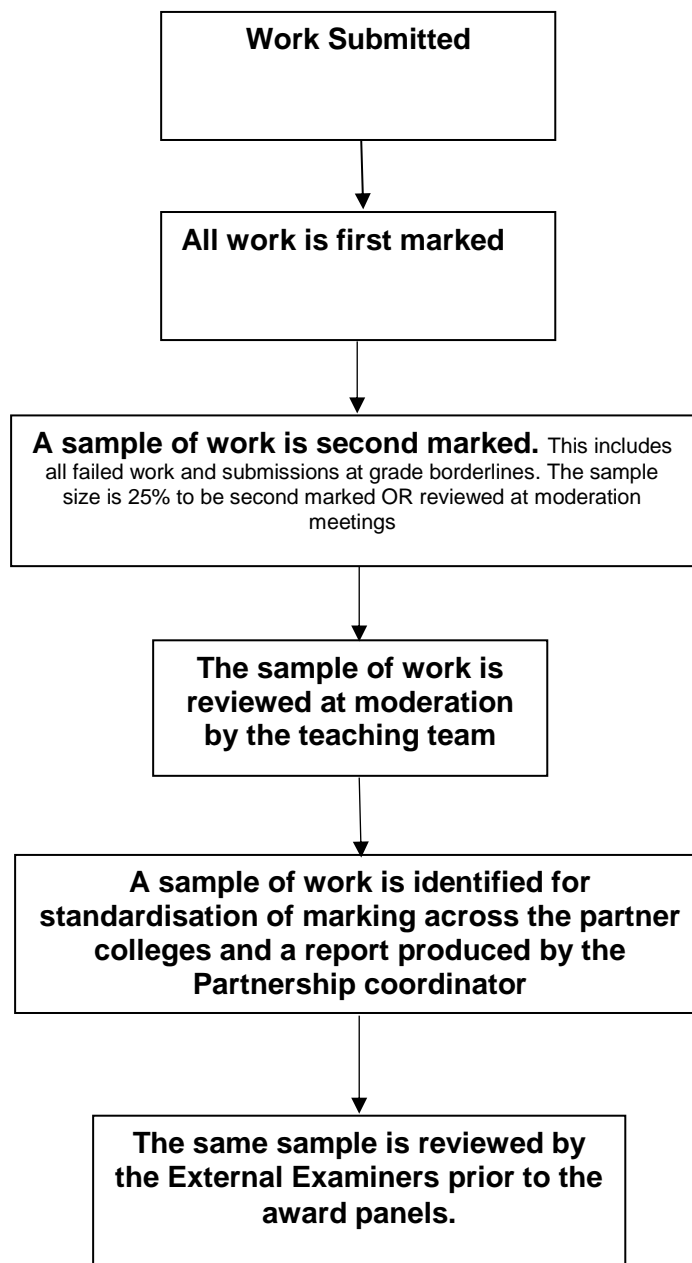 Work Submitted
All work is first marked
A sample of work is second marked. This includes
all failed work and submissions at grade borderlines. The sample
size is 25% to be second marked OR reviewed at moderation
meetings
The sample of work is
reviewed at moderation
by the teaching team
A sample of work is identified for
standardisation of marking across the partner
colleges and a report produced by the
Partnership coordinator
The same sample is reviewed by
the External Examiners prior to the
award panels.